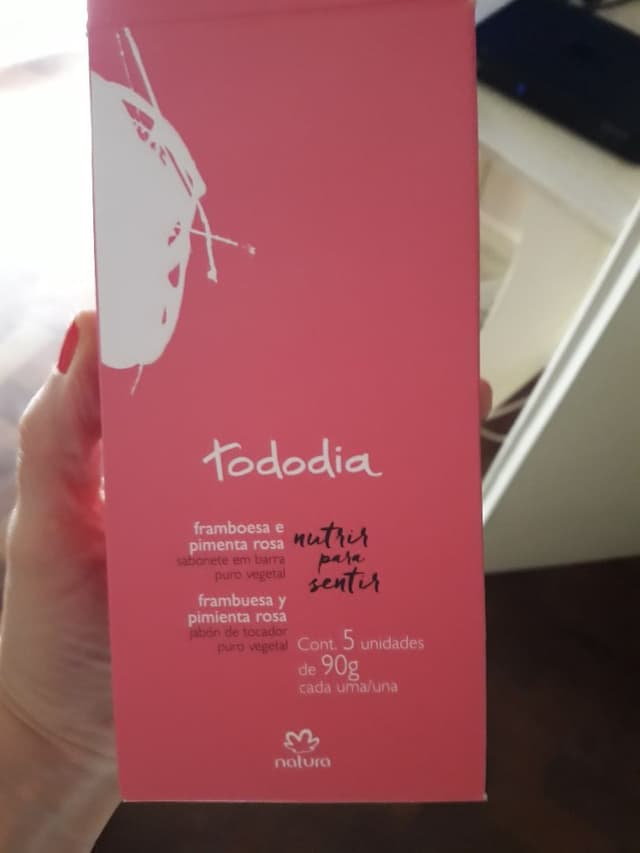 tododia
framboesa e
pimenta rosa
sabonete em barra
puro vegetal
frambuesa y
pimienta rosa
jabón de tocador
puro vegetal
nutrir
para
sentir
Cont. 5 unidades
de 90g
cada uma/una
natura